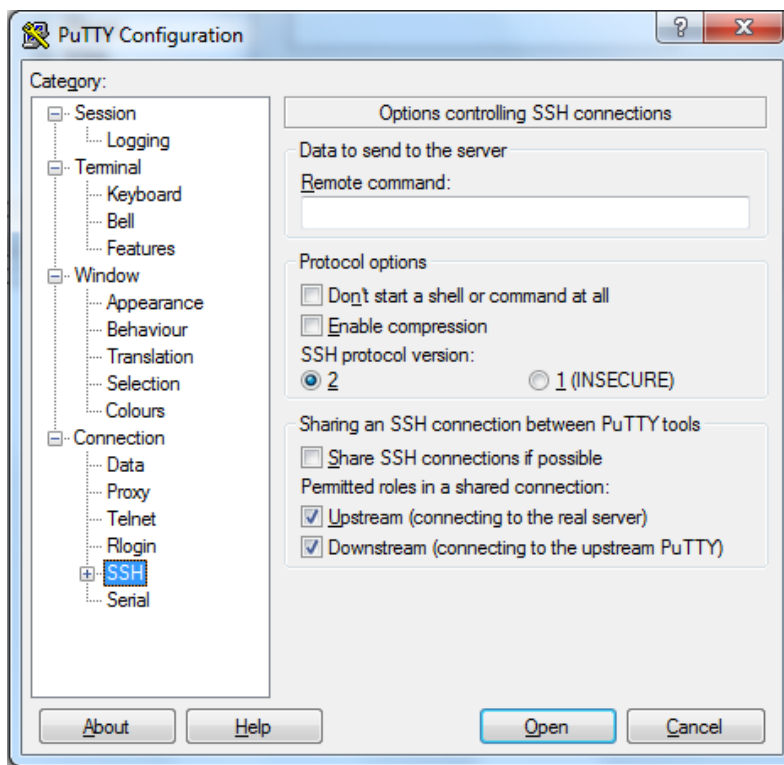 PuTTY Configuration
?
X
Category:
Session
Logging
Terminal
Keyboard
Bell
Features
Window
Appearance
Behaviour
Translation
Selection
Colours
Connection
Data
Proxy
Telnet
Rlogin
SSH
Serial
Options controlling SSH connections
Data to send to the server
Remote command:
Protocol options
Don't start a shell or command at all
Enable compression
SSH protocol version:
2 1 (INSECURE)
Sharing an SSH connection between PuTTY tools
Share SSH connections if possible
Permitted roles in a shared connection:
Upstream (connecting to the real server)
Downstream (connecting to the upstream PuTTY)
About Help Open Cancel